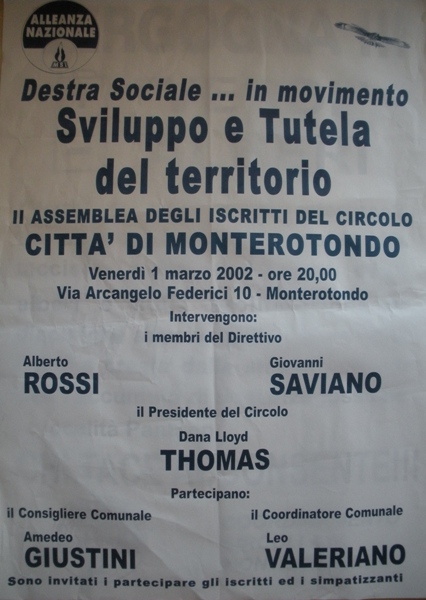 ALLEANZA
NAZIONALE
M.S.I.
Destra Sociale ... in movimento
Sviluppo e Tutela
del territorio
II ASSEMBLEA DEGLI ISCRITTI DEL CIRCOLO
CITTA' DI MONTEROTONDO
Venerdì 1 marzo 2002 - ore 20,00
Via Arcangelo Federici 10 - Monterotondo
Intervengono:
i membri del Direttivo
Alberto
ROSSI
Giovanni
SAVIANO
il Presidente del Circolo
Dana Lloyd
THOMAS
Partecipano:
il Consigliere Comunale
Amedeo
GIUSTINI
il Coordinatore Comunale
Leo
VALERIANO
Sono invitati i partecipare gli iscritti ed i simpatizzanti